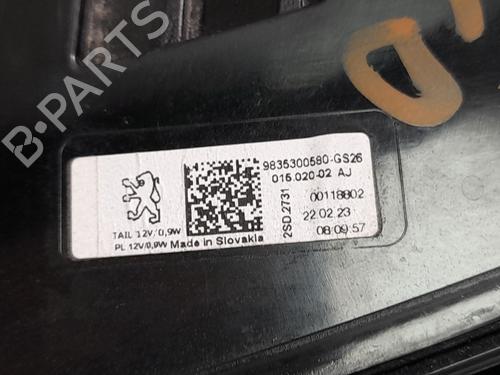 9835300580-GS26
015.020-02 AJ
2SD.2731
00118802
22.02.23
08:09:57
TAIL 12V/0,9W
PL 12V/0,9W Made in Slovakia
B-PARTS